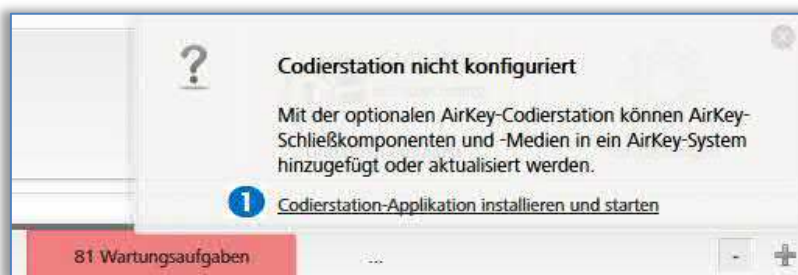 ?
Codierstation nicht konfiguriert
Mit der optionalen AirKey-Codierstation können AirKey-
Schließkomponenten und -Medien in ein AirKey-System
hinzugefügt oder aktualisiert werden.
1 Codierstation-Applikation installieren und starten
81 Wartungsaufgaben ... - +